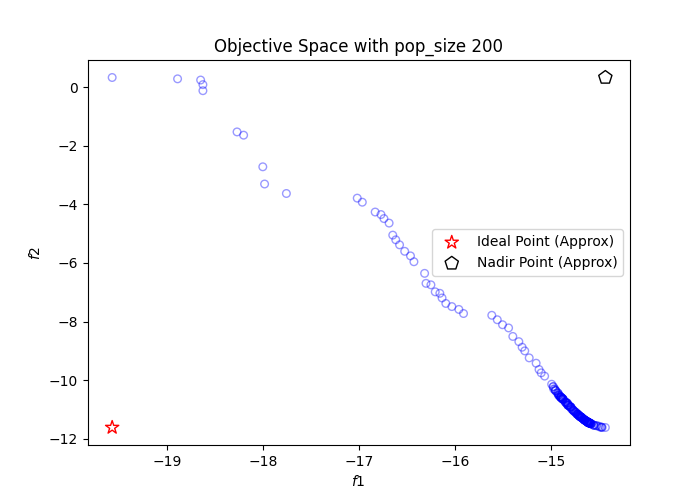 Objective Space with pop_size 200
0
−2
−4
−6
−8
−10
−12
f2
Ideal Point (Approx)
Nadir Point (Approx)
−19 −18 −17 −16 −15
f1